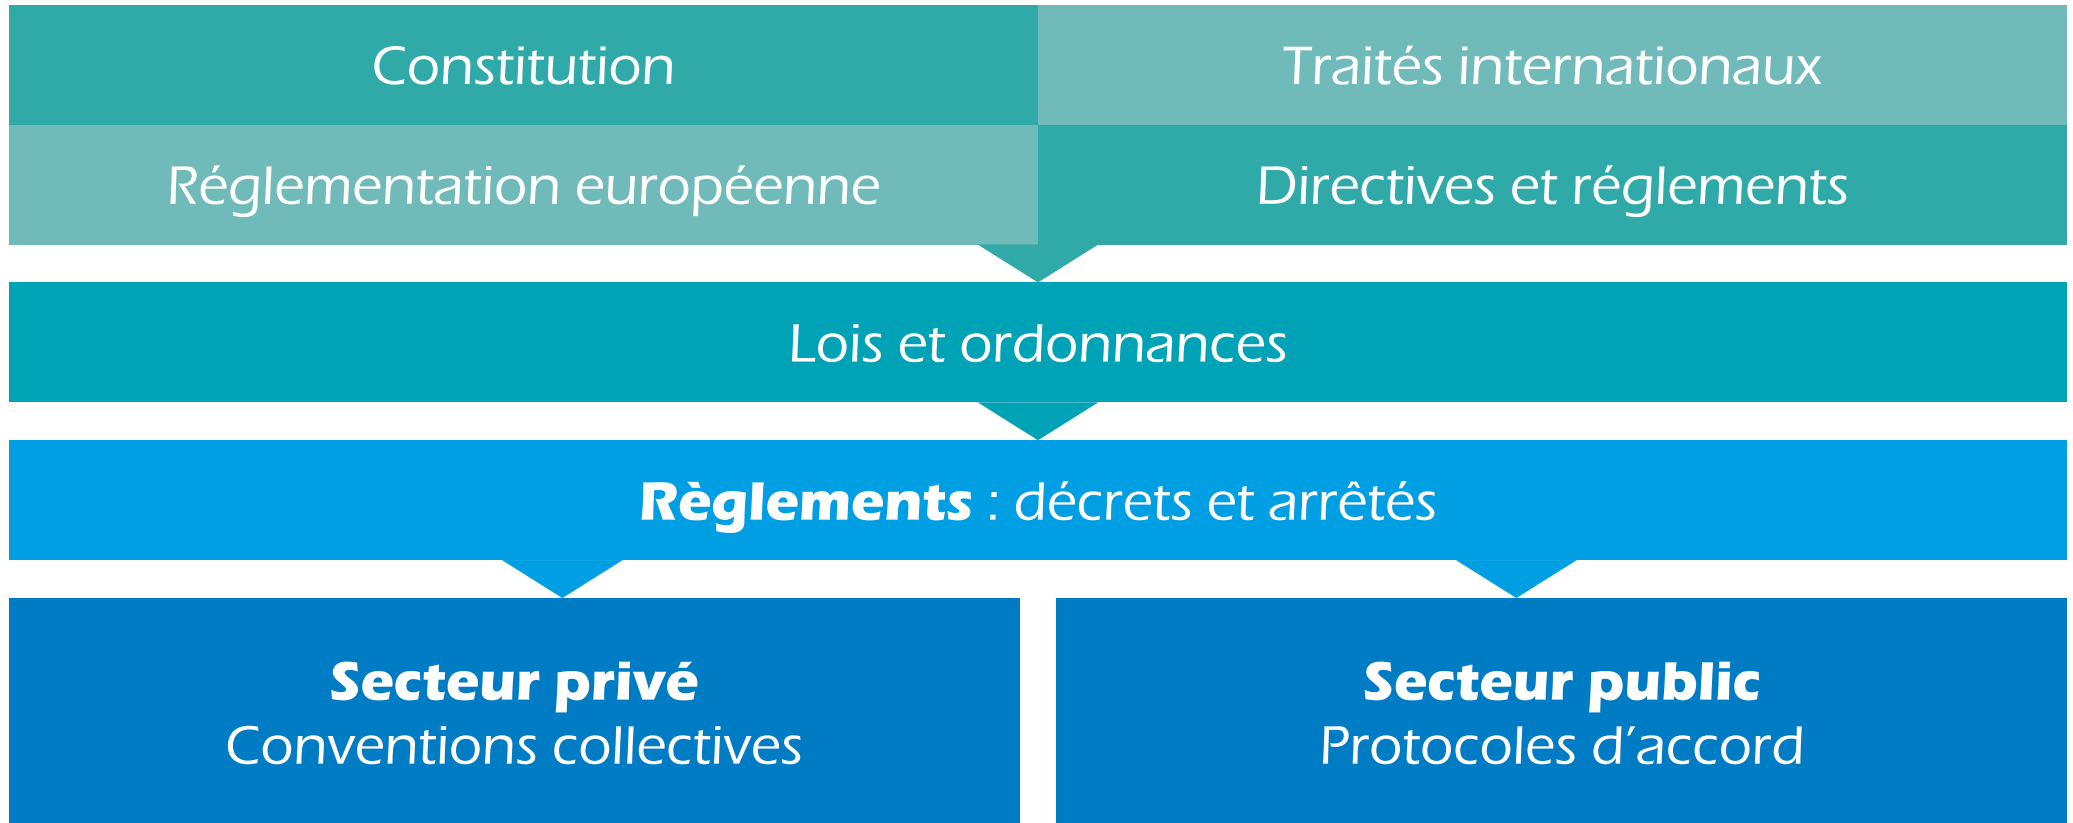 Constitution
Traités internationaux
Réglementation européenne
Directives et réglements
Lois et ordonnances
Règlements : décrets et arrêtés
Secteur privé
Conventions collectives
Secteur public
Protocoles d’accord